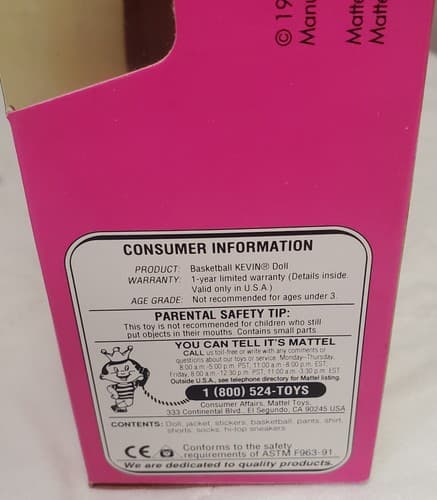 © 19
Manu
Matte
Matte
CONSUMER INFORMATION
PRODUCT: Basketball KEVIN® Doll
WARRANTY: 1-year limited warranty (Details inside.
Valid only in U.S.A.)
AGE GRADE: Not recommended for ages under 3.
PARENTAL SAFETY TIP:
This toy is not recommended for children who still
put objects in their mouths. Contains small parts.
YOU CAN TELL IT'S MATTEL
CALL us toll-free or write with any comments or
questions about our toys or service. Monday-Thursday,
8:00 a.m.-5:00 p.m. PST, 11:00 a.m.-8:00 p.m. EST.
Friday, 8:00 a.m.-12:30 p.m. PST, 11:00 a.m.-3:30 p.m. EST
Outside U.S.A., see telephone directory for Mattel listing.
1 (800) 524-TOYS
Consumer Affairs, Mattel Toys,
333 Continental Blvd., El Segundo, CA 90245 USA
CONTENTS: Doll, jacket, stickers, basketball, pants, shirt,
shorts, socks, hi-top sneakers
CE Conforms to the safety
requirements of ASTM F963-91.
We are dedicated to quality products.